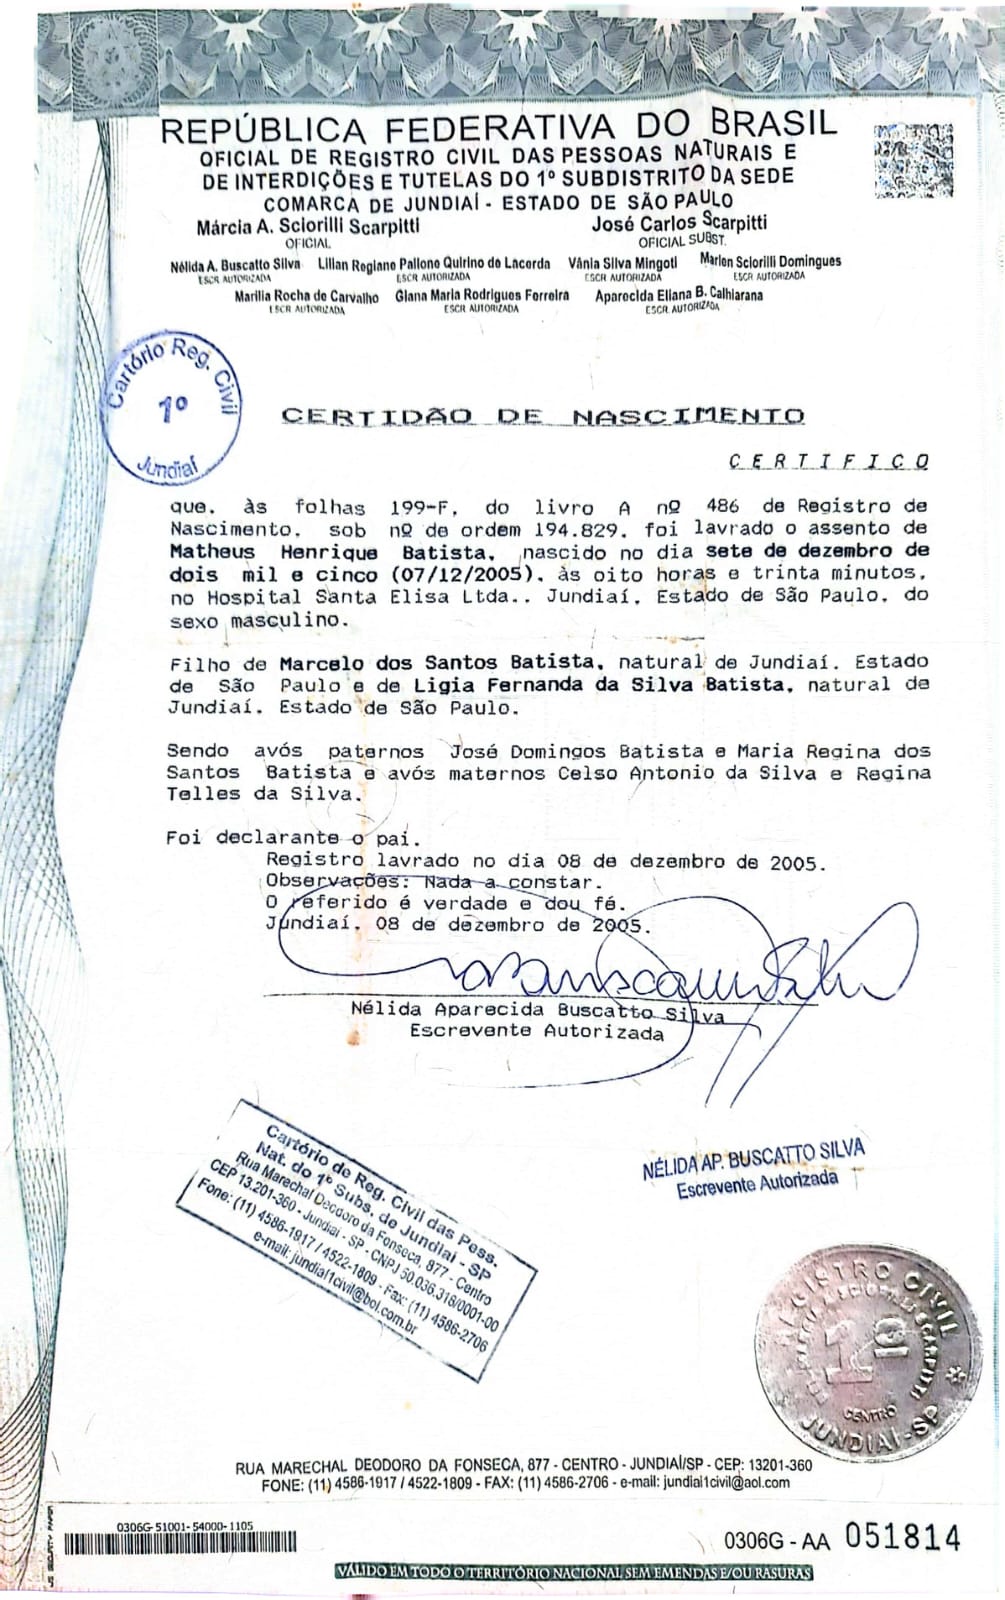 REPÚBLICA FEDERATIVA DO BRASIL
OFICIAL DE REGISTRO CIVIL DAS PESSOAS NATURAIS E
DE INTERDIÇÕES E TUTELAS DO 1º SUBDISTRITO DA SEDE
COMARCA DE JUNDIAÍ - ESTADO DE SÃO PAULO
Márcia A. Sciorilli Scarpitti José Carlos Scarpitti
OFICIAL OFICIAL SUBST.
Nélida A. Buscatto Silva Lilian Regiane Pallone Quirino de Lacerda Vânia Silva Mingoti Marlon Sciorilli Domingues
ESCR AUTORIZADA ESCR AUTORIZADA ESCR AUTORIZADA ESCR AUTORIZADA
Marilia Rocha de Carvalho Giana Maria Rodrigues Ferreira Aparecida Eliana B. Calhiarana
ESCR AUTORIZADA ESCR AUTORIZADA ESCR. AUTORIZADA
Cartório Reg. Civil
1º
Jundiaí
CERTIDÃO DE NASCIMENTO
CERTIFICO
que, às folhas 199-F, do livro A nº 486 de Registro de
Nascimento, sob nº de ordem 194.829, foi lavrado o assento de
Matheus Henrique Batista, nascido no dia sete de dezembro de
dois mil e cinco (07/12/2005), às oito horas e trinta minutos,
no Hospital Santa Elisa Ltda., Jundiaí, Estado de São Paulo, do
sexo masculino.
Filho de Marcelo dos Santos Batista, natural de Jundiaí, Estado
de São Paulo e de Ligia Fernanda da Silva Batista, natural de
Jundiaí, Estado de São Paulo.
Sendo avós paternos José Domingos Batista e Maria Regina dos
Santos Batista e avós maternos Celso Antonio da Silva e Regina
Telles da Silva.
Foi declarante o pai.
Registro lavrado no dia 08 de dezembro de 2005.
Observações: Nada a constar.
O referido é verdade e dou fé.
Jundiaí, 08 de dezembro de 2005.
Nélida Aparecida Buscatto Silva
Escrevente Autorizada
Cartório de Reg. Civil das Pess.
Nat. do 1º Subs. de Jundiaí - SP
Rua Marechal Deodoro da Fonseca, 877 - Centro
CEP 13.201-360 - Jundiaí - SP - CNPJ 50.036.318/0001-00
Fone: (11) 4586-1917 / 4522-1809 - Fax: (11) 4586-2706
e-mail: jundiai1civil@bol.com.br
NÉLIDA AP. BUSCATTO SILVA
Escrevente Autorizada
REGISTRO CIVIL
1º
CENTRO
JUNDIAÍ-SP
RUA MARECHAL DEODORO DA FONSECA, 877 - CENTRO - JUNDIAÍ/SP - CEP: 13201-360
FONE: (11) 4586-1917 / 4522-1809 - FAX: (11) 4586-2706 - e-mail: jundiai1civil@aol.com
0306G-51001-54000-1105
0306G - AA 051814
VÁLIDO EM TODO O TERRITÓRIO NACIONAL SEM EMENDAS E/OU RASURAS